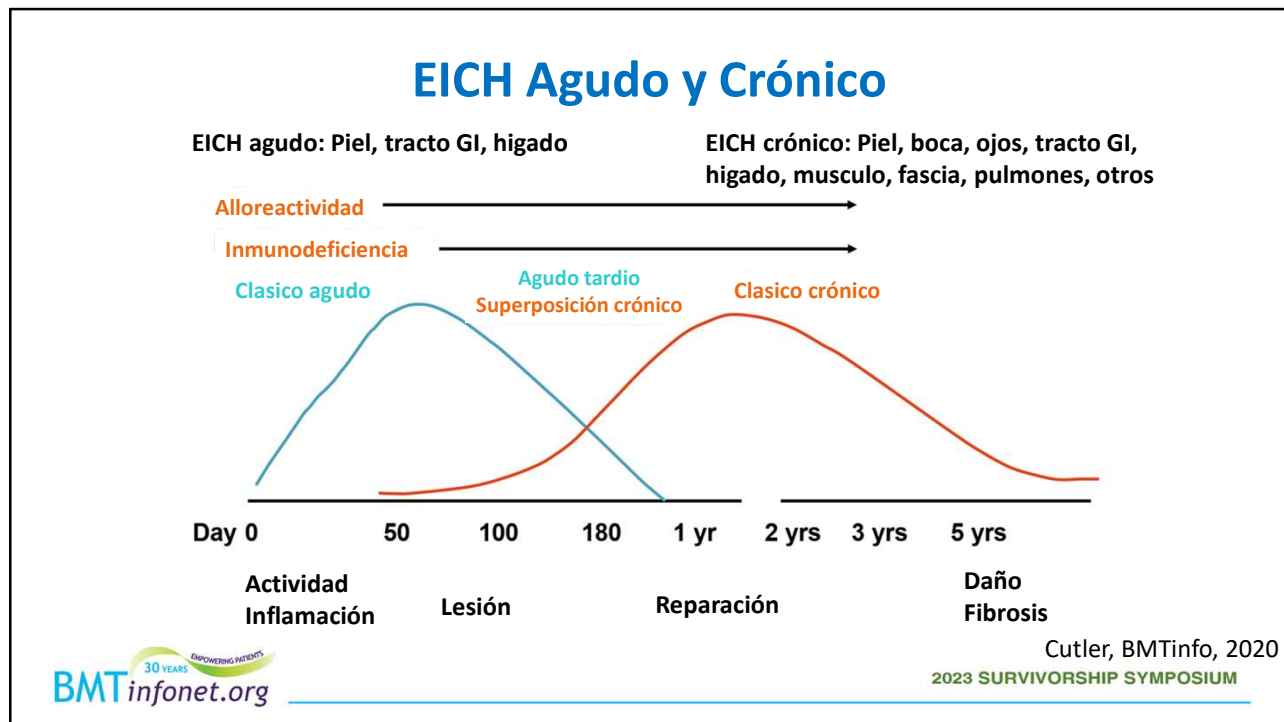 EICH Agudo y Crónico
EICH agudo: Piel, tracto GI, higado
EICH crónico: Piel, boca, ojos, tracto GI,
higado, musculo, fascia, pulmones, otros
Alloreactividad
Inmunodeficiencia
Clasico agudo
Agudo tardio
Superposición crónico
Clasico crónico
Day 0 50 100 180 1 yr 2 yrs 3 yrs 5 yrs
Actividad
Inflamación
Lesión
Reparación
Daño
Fibrosis
Cutler, BMTinfo, 2020
30 YEARS EMPOWERING PATIENTS
BMTinfonet.org
2023 SURVIVORSHIP SYMPOSIUM